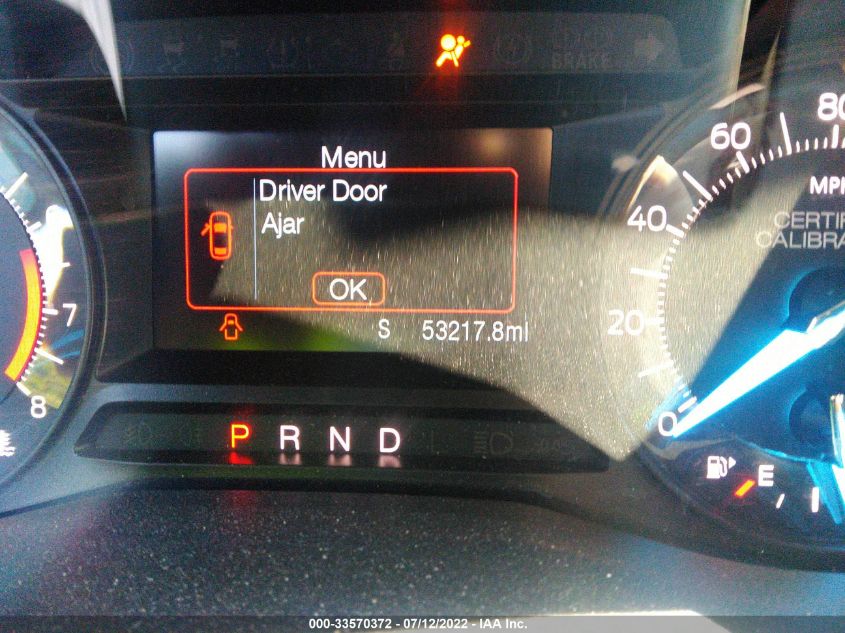 BRAKE
Menu
Driver Door
Ajar
OK
S 53217.8mi
P R N D
7
8
80
60
40
20
0
MPH
CERTIF
CALIBRA
E
000-33570372 - 07/12/2022 - IAA Inc.